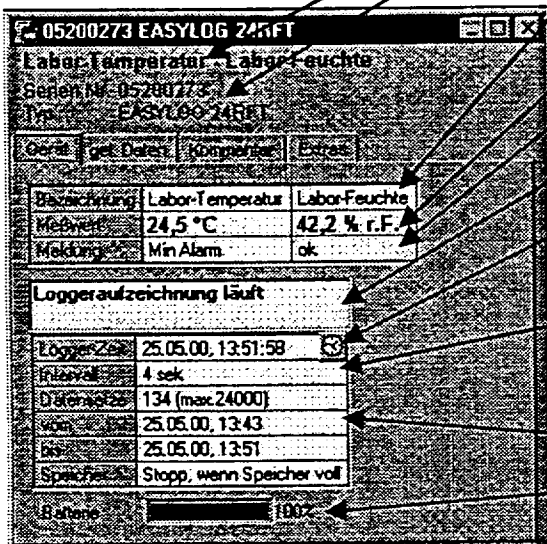 05200273 EASYLOG 24RFT
Labor-Temperatur - Labor-Feuchte
Serien Nr. 05200273
Typ: EASYLOG 24RFT
Gerät get. Daten Kommentar Extras
Bezeichnung Labor-Temperatur Labor-Feuchte
Meßwert 24,5 °C 42,2 % r.F.
Meldung Min Alarm ok
Loggeraufzeichnung läuft
Logger-Zeit 25.05.00, 13:51:58
Intervall 4 sek
Datensätze 134 (max.24000)
vom 25.05.00, 13:43
bis 25.05.00, 13:51
Speicher Stopp, wenn Speicher voll
Batterie 100%